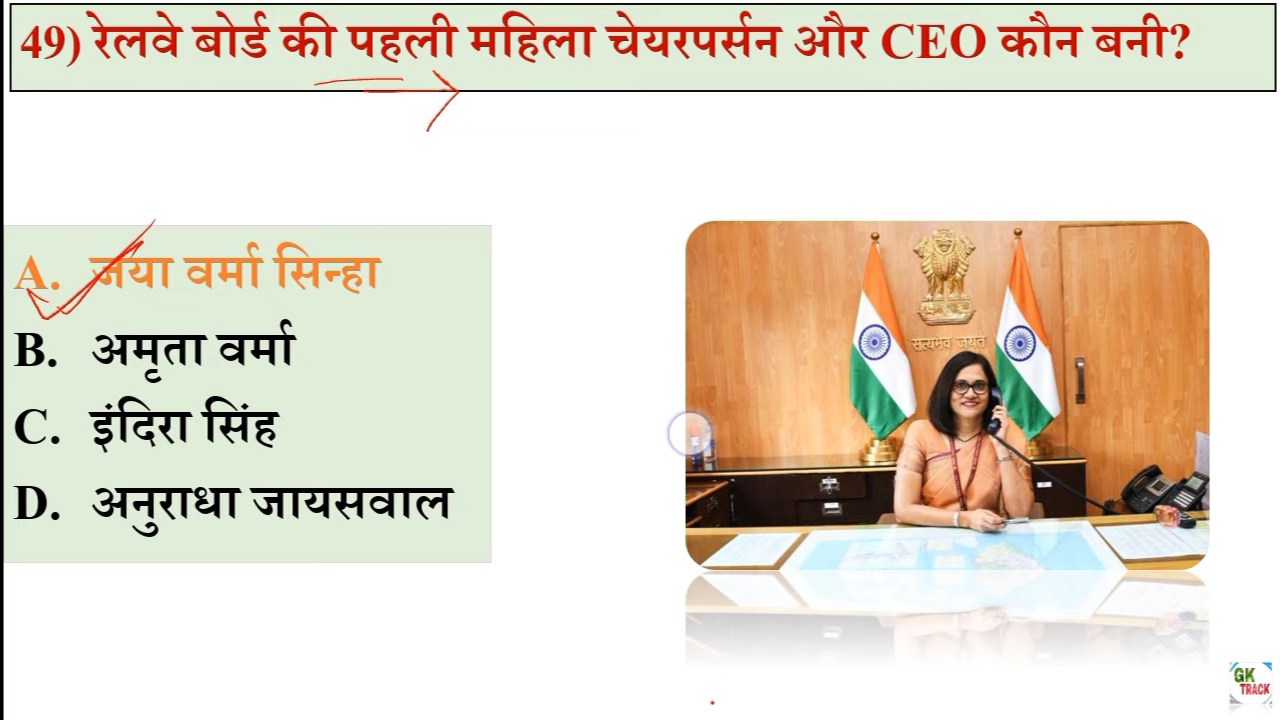 49) रेलवे बोर्ड की पहली महिला चेयरपर्सन और CEO कौन बनी?
A. जया वर्मा सिन्हा
B. अमृता वर्मा
C. इंदिरा सिंह
D. अनुराधा जायसवाल
सत्यमेव जयते
GK
TRACK